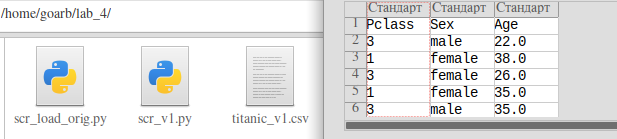 /home/goarb/lab_4/
scr_load_orig.py scr_v1.py titanic_v1.csv
Стандарт Стандарт Стандарт
1 Pclass Sex Age
2 3 male 22.0
3 1 female 38.0
4 3 female 26.0
5 1 female 35.0
6 3 male 35.0